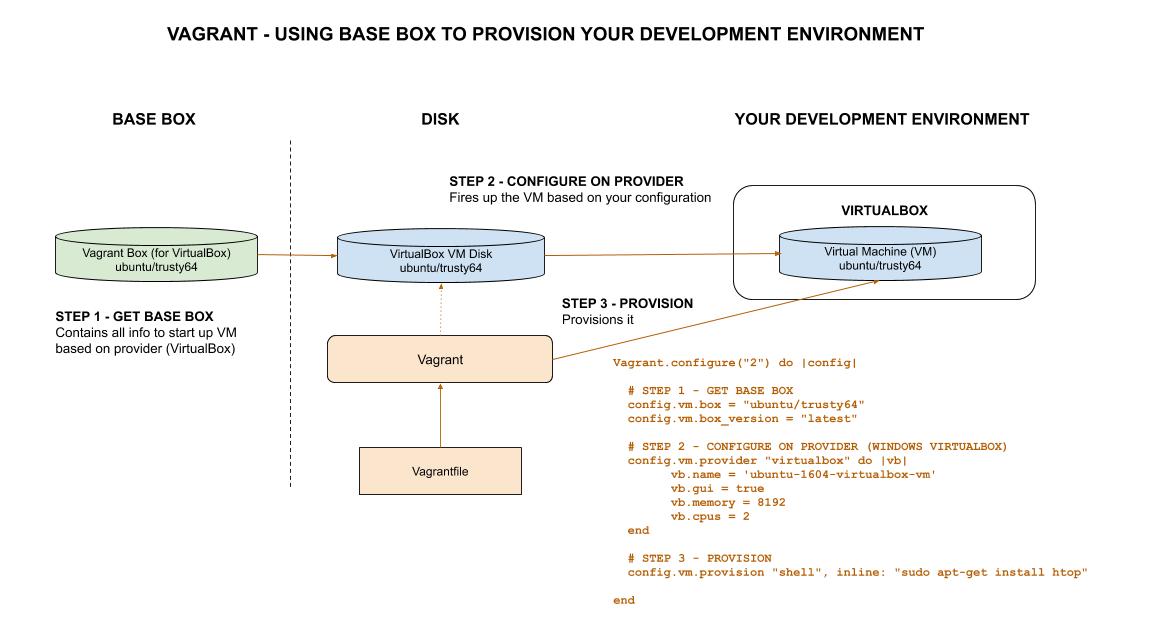 VAGRANT - USING BASE BOX TO PROVISION YOUR DEVELOPMENT ENVIRONMENT
BASE BOX
DISK
YOUR DEVELOPMENT ENVIRONMENT
STEP 2 - CONFIGURE ON PROVIDER
Fires up the VM based on your configuration
VIRTUALBOX
Vagrant Box (for VirtualBox)
ubuntu/trusty64
VirtualBox VM Disk
ubuntu/trusty64
Virtual Machine (VM)
ubuntu/trusty64
STEP 1 - GET BASE BOX
Contains all info to start up VM
based on provider (VirtualBox)
STEP 3 - PROVISION
Provisions it
Vagrant
Vagrantfile
Vagrant.configure("2") do |config|
# STEP 1 - GET BASE BOX
config.vm.box = "ubuntu/trusty64"
config.vm.box_version = "latest"
# STEP 2 - CONFIGURE ON PROVIDER (WINDOWS VIRTUALBOX)
config.vm.provider "virtualbox" do |vb|
vb.name = 'ubuntu-1604-virtualbox-vm'
vb.gui = true
vb.memory = 8192
vb.cpus = 2
end
# STEP 3 - PROVISION
config.vm.provision "shell", inline: "sudo apt-get install htop"
end